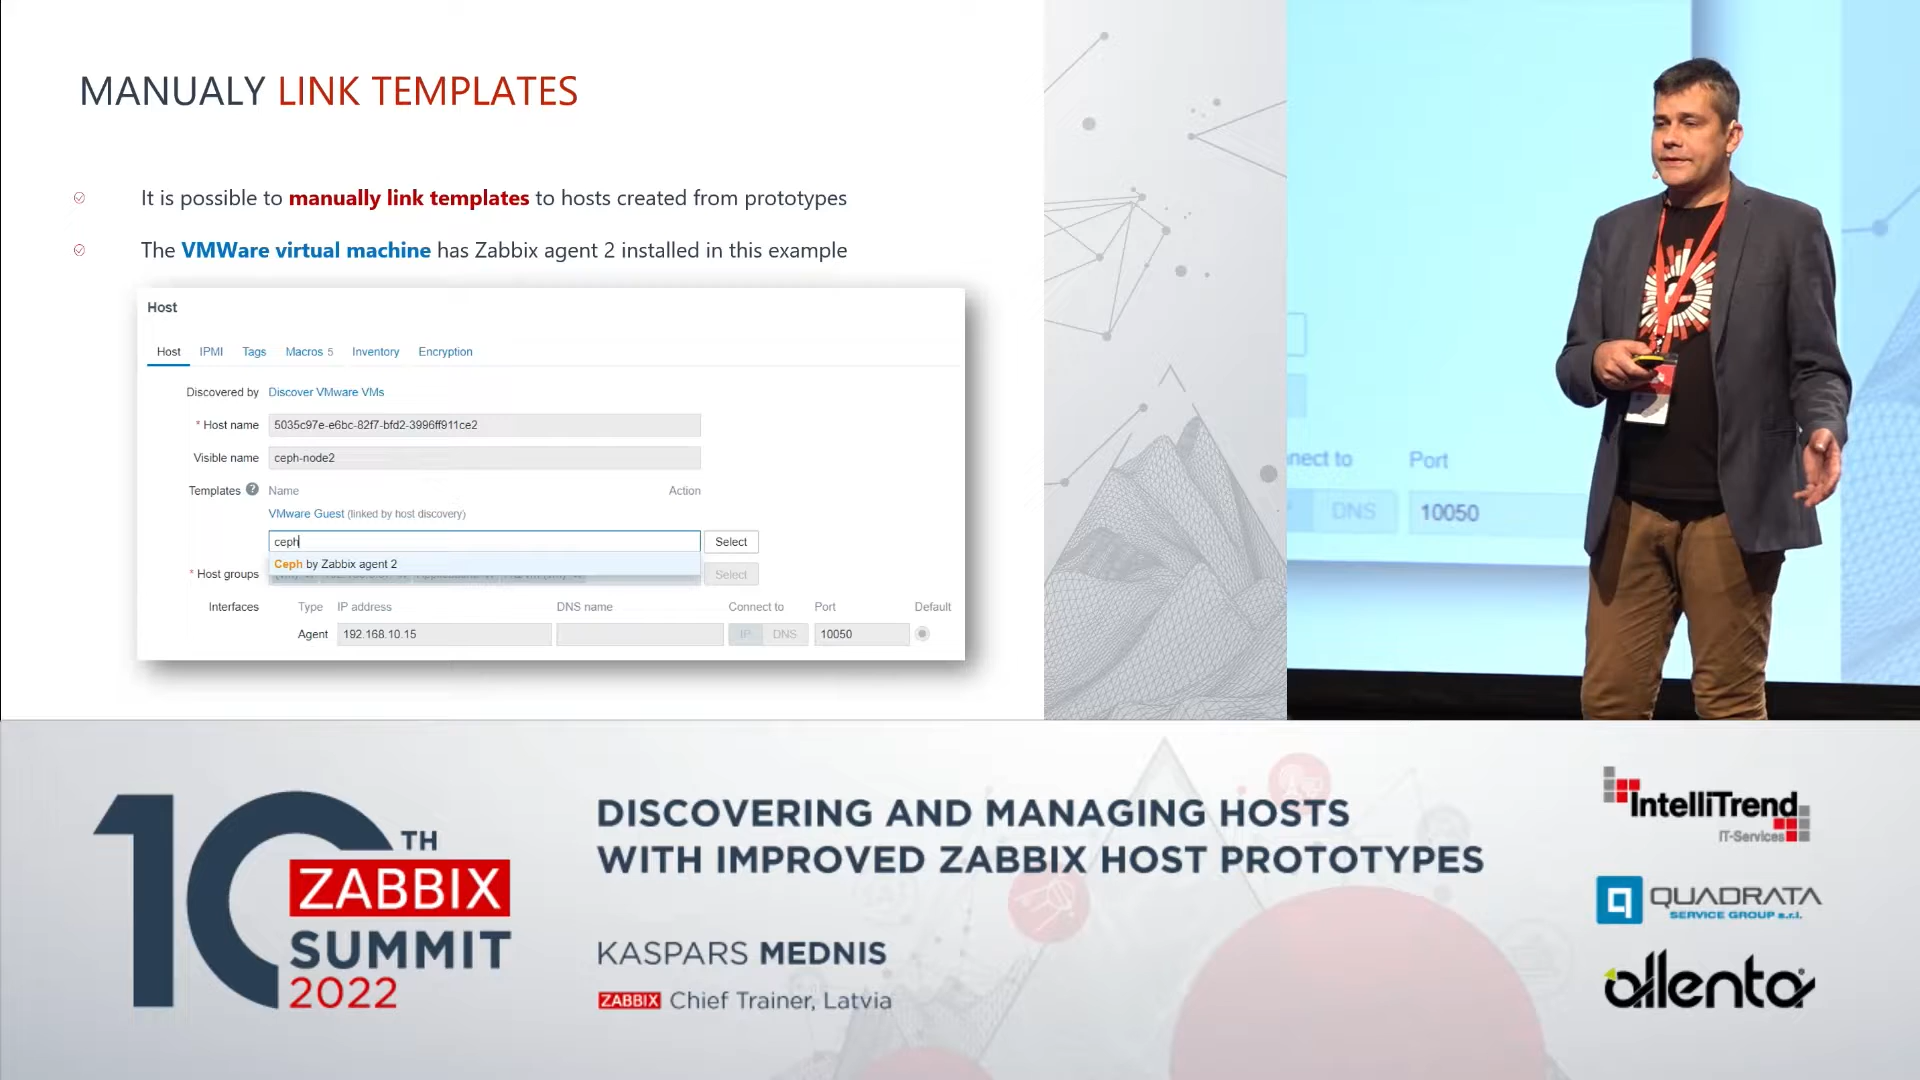 MANUALY LINK TEMPLATES
It is possible to manually link templates to hosts created from prototypes
The VMWare virtual machine has Zabbix agent 2 installed in this example
Host
Host IPMI Tags Macros 5 Inventory Encryption
Discovered by Discover VMware VMs
* Host name 5035c97e-e6bc-82f7-bfd2-3996ff911ce2
Visible name ceph-node2
Templates ? Name Action
VMware Guest (linked by host discovery)
ceph Select
Ceph by Zabbix agent 2
* Host groups Select
Interfaces Type IP address DNS name Connect to Port Default
Agent 192.168.10.15 IP DNS 10050
nect to Port
DNS 10050
10TH
ZABBIX
SUMMIT
2022
DISCOVERING AND MANAGING HOSTS
WITH IMPROVED ZABBIX HOST PROTOTYPES
KASPARS MEDNIS
ZABBIX Chief Trainer, Latvia
IntelliTrend
IT-Services
QUADRATA
SERVICE GROUP s.r.l.
allenta